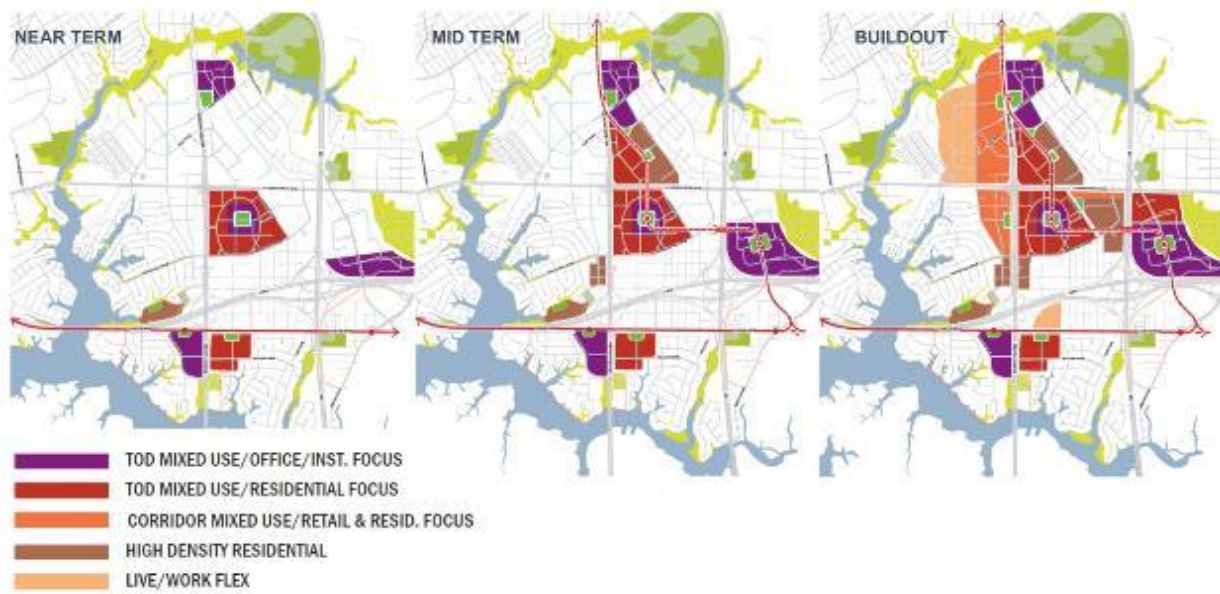 NEAR TERM
MID TERM
BUILDOUT
TOD MIXED USE/OFFICE/INST. FOCUS
TOD MIXED USE/RESIDENTIAL FOCUS
CORRIDOR MIXED USE/RETAIL & RESID. FOCUS
HIGH DENSITY RESIDENTIAL
LIVE/WORK FLEX